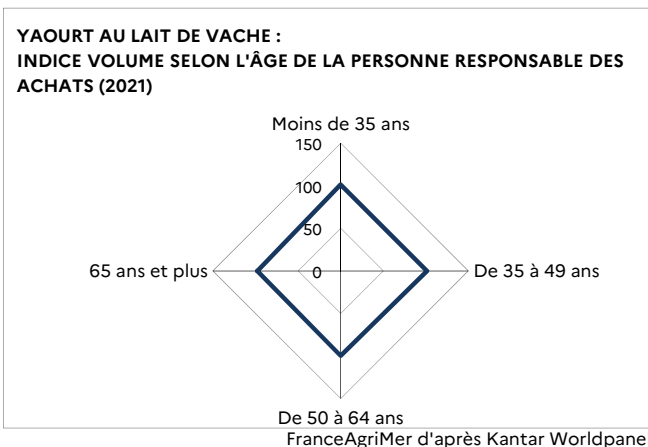 YAOURT AU LAIT DE VACHE :
INDICE VOLUME SELON L'ÂGE DE LA PERSONNE RESPONSABLE DES
ACHATS (2021)
Moins de 35 ans
150
100
50
65 ans et plus
0
De 35 à 49 ans
De 50 à 64 ans
FranceAgriMer d'après Kantar Worldpane